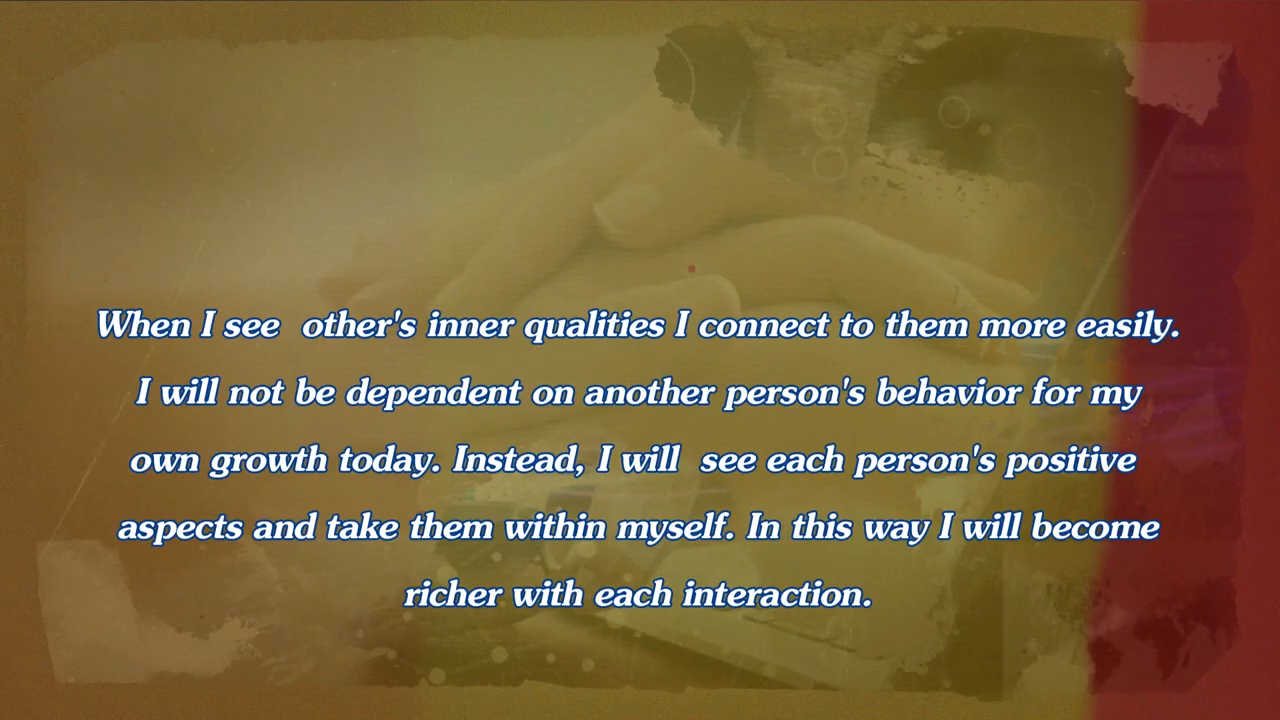 When I see  other's inner qualities I connect to them more easily.
I will not be dependent on another person's behavior for my
own growth today. Instead, I will  see each person's positive
aspects and take them within myself. In this way I will become
richer with each interaction.